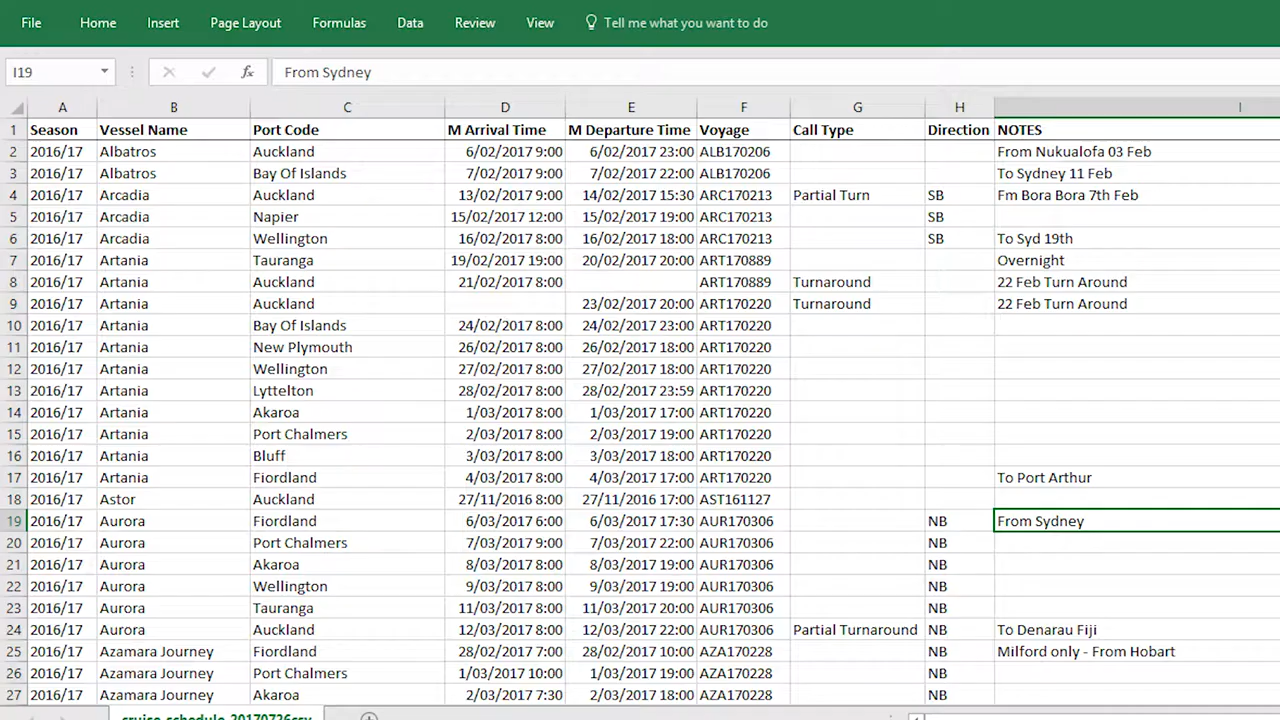 File Home Insert Page Layout Formulas Data Review View Tell me what you want to do
I19 fx From Sydney
A B C D E F G H I
1 Season Vessel Name Port Code M Arrival Time M Departure Time Voyage Call Type Direction NOTES
2 2016/17 Albatros Auckland 6/02/2017 9:00 6/02/2017 23:00 ALB170206 From Nukualofa 03 Feb
3 2016/17 Albatros Bay Of Islands 7/02/2017 9:00 7/02/2017 22:00 ALB170206 To Sydney 11 Feb
4 2016/17 Arcadia Auckland 13/02/2017 9:00 14/02/2017 15:30 ARC170213 Partial Turn SB Fm Bora Bora 7th Feb
5 2016/17 Arcadia Napier 15/02/2017 12:00 15/02/2017 19:00 ARC170213 SB
6 2016/17 Arcadia Wellington 16/02/2017 8:00 16/02/2017 18:00 ARC170213 SB To Syd 19th
7 2016/17 Artania Tauranga 19/02/2017 19:00 20/02/2017 20:00 ART170889 Overnight
8 2016/17 Artania Auckland 21/02/2017 8:00 ART170889 Turnaround 22 Feb Turn Around
9 2016/17 Artania Auckland 23/02/2017 20:00 ART170220 Turnaround 22 Feb Turn Around
10 2016/17 Artania Bay Of Islands 24/02/2017 8:00 24/02/2017 23:00 ART170220
11 2016/17 Artania New Plymouth 26/02/2017 8:00 26/02/2017 18:00 ART170220
12 2016/17 Artania Wellington 27/02/2017 8:00 27/02/2017 18:00 ART170220
13 2016/17 Artania Lyttelton 28/02/2017 8:00 28/02/2017 23:59 ART170220
14 2016/17 Artania Akaroa 1/03/2017 8:00 1/03/2017 17:00 ART170220
15 2016/17 Artania Port Chalmers 2/03/2017 8:00 2/03/2017 19:00 ART170220
16 2016/17 Artania Bluff 3/03/2017 8:00 3/03/2017 18:00 ART170220
17 2016/17 Artania Fiordland 4/03/2017 8:00 4/03/2017 17:00 ART170220 To Port Arthur
18 2016/17 Astor Auckland 27/11/2016 8:00 27/11/2016 17:00 AST161127
19 2016/17 Aurora Fiordland 6/03/2017 6:00 6/03/2017 17:30 AUR170306 NB From Sydney
20 2016/17 Aurora Port Chalmers 7/03/2017 9:00 7/03/2017 22:00 AUR170306 NB
21 2016/17 Aurora Akaroa 8/03/2017 8:00 8/03/2017 19:00 AUR170306 NB
22 2016/17 Aurora Wellington 9/03/2017 8:00 9/03/2017 18:00 AUR170306 NB
23 2016/17 Aurora Tauranga 11/03/2017 8:00 11/03/2017 20:00 AUR170306 NB
24 2016/17 Aurora Auckland 12/03/2017 8:00 12/03/2017 22:00 AUR170306 Partial Turnaround NB To Denarau Fiji
25 2016/17 Azamara Journey Fiordland 28/02/2017 7:00 28/02/2017 10:00 AZA170228 NB Milford only - From Hobart
26 2016/17 Azamara Journey Port Chalmers 1/03/2017 10:00 1/03/2017 19:00 AZA170228 NB
27 2016/17 Azamara Journey Akaroa 2/03/2017 7:30 2/03/2017 18:00 AZA170228 NB
cruise-schedule-20170726csv